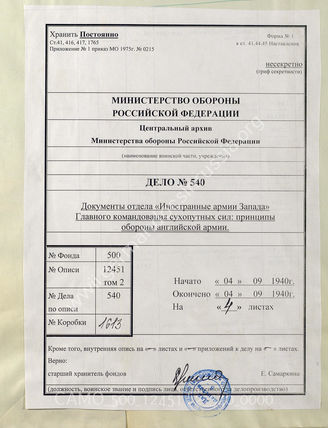 Хранить Постоянно
Ст.41, 416, 417, 1765
Приложение № 1 приказ МО 1975г. № 0215
Форма № 1
к ст. 41,44,45 Наставления
несекретно
(гриф секретности)
МИНИСТЕРСТВО ОБОРОНЫ
РОССИЙСКОЙ ФЕДЕРАЦИИ
Центральный архив
Министерства обороны Российской Федерации
(наименование воинской части, учреждения)
ДЕЛО № 540
Документы отдела «Иностранные армии Запада»
Главного командования сухопутных сил: принципы
обороны английской армии.
№ Фонда 500
№ Описи 12451
том 2
№ Дела 540
по описи
№ Коробки 1613
Начато « 04 » 09 1940г.
Окончено « 04 » 09 1940г.
На « 4 » листах
Кроме того, внутренняя опись на « » листах и « » приложений к делу на « » листах.
Верно:
старший хранитель фондов Е. Самаркина
(должность, воинское звание и подпись лица, делопроизводство)